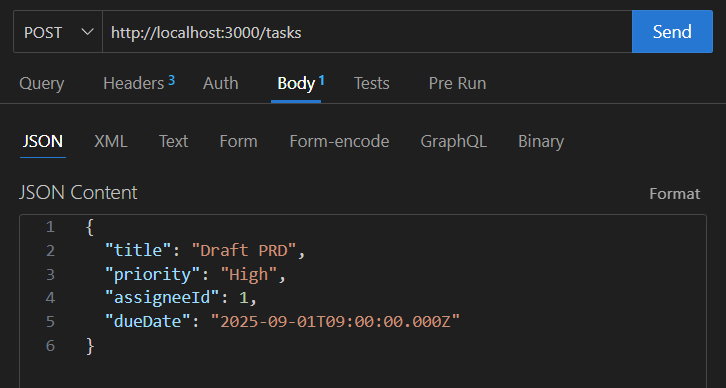 POST http://localhost:3000/tasks Send
Query Headers 3 Auth Body 1 Tests Pre Run
JSON XML Text Form Form-encode GraphQL Binary
JSON Content Format
1 {
2 "title": "Draft PRD",
3 "priority": "High",
4 "assigneeId": 1,
5 "dueDate": "2025-09-01T09:00:00.000Z"
6 }